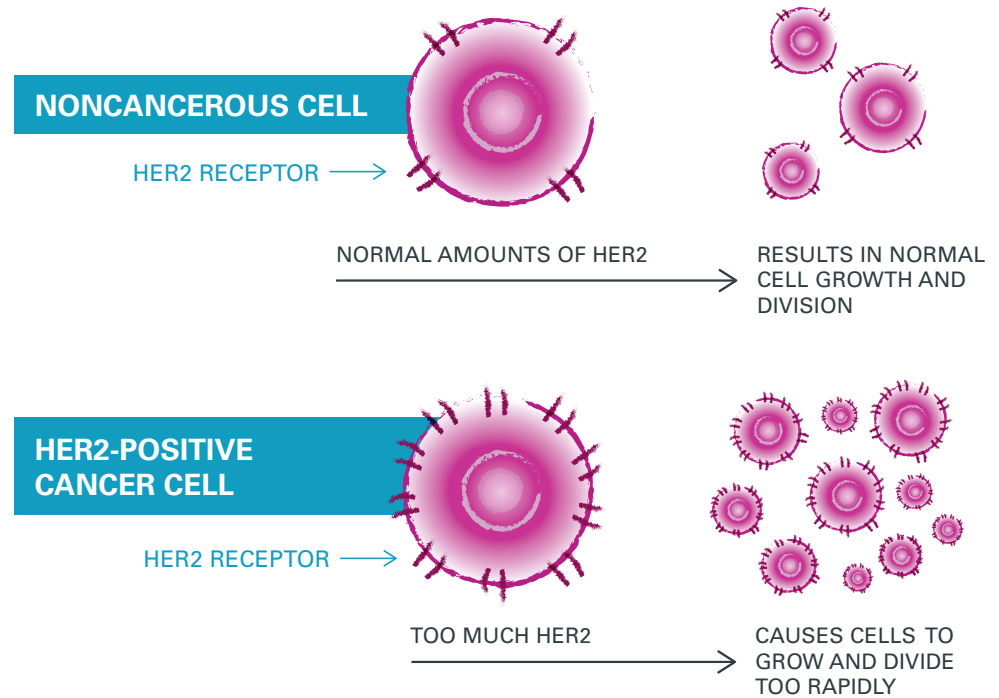 NONCANCEROUS CELL
HER2 RECEPTOR
NORMAL AMOUNTS OF HER2
RESULTS IN NORMAL
CELL GROWTH AND
DIVISION
HER2-POSITIVE
CANCER CELL
HER2 RECEPTOR
TOO MUCH HER2
CAUSES CELLS TO
GROW AND DIVIDE
TOO RAPIDLY